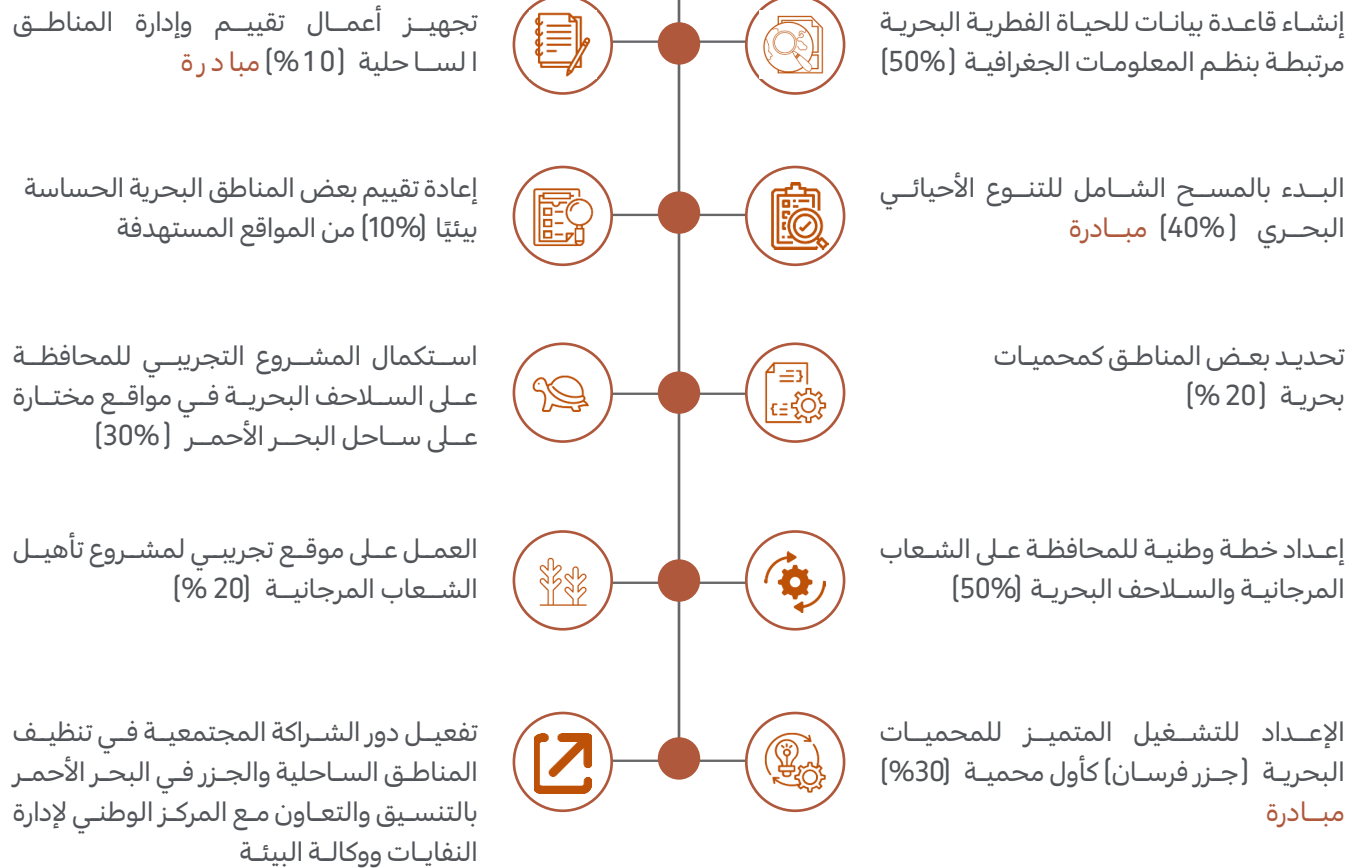 إنشاء قاعدة بيانات للحياة الفطرية البحرية
مرتبطة بنظم المعلومات الجغرافية (50%)
تجهيز أعمال تقييم وإدارة المناطق
الساحلية (10%) مبادرة
البدء بالمسح الشامل للتنوع الأحيائي
البحري (40%) مبادرة
إعادة تقييم بعض المناطق البحرية الحساسة
بيئيًا (10%) من المواقع المستهدفة
تحديد بعض المناطق كمحميات
بحرية (20 %)
استكمال المشروع التجريبي للمحافظة
على السلاحف البحرية في مواقع مختارة
على ساحل البحر الأحمر (30%)
إعداد خطة وطنية للمحافظة على الشعاب
المرجانية والسلاحف البحرية (50%)
العمل على موقع تجريبي لمشروع تأهيل
الشعاب المرجانية (20 %)
الإعداد للتشغيل المتميز للمحميات
البحرية (جزر فرسان) كأول محمية (30%)
مبادرة
تفعيل دور الشراكة المجتمعية في تنظيف
المناطق الساحلية والجزر في البحر الأحمر
بالتنسيق والتعاون مع المركز الوطني لإدارة
النفايات ووكالة البيئة